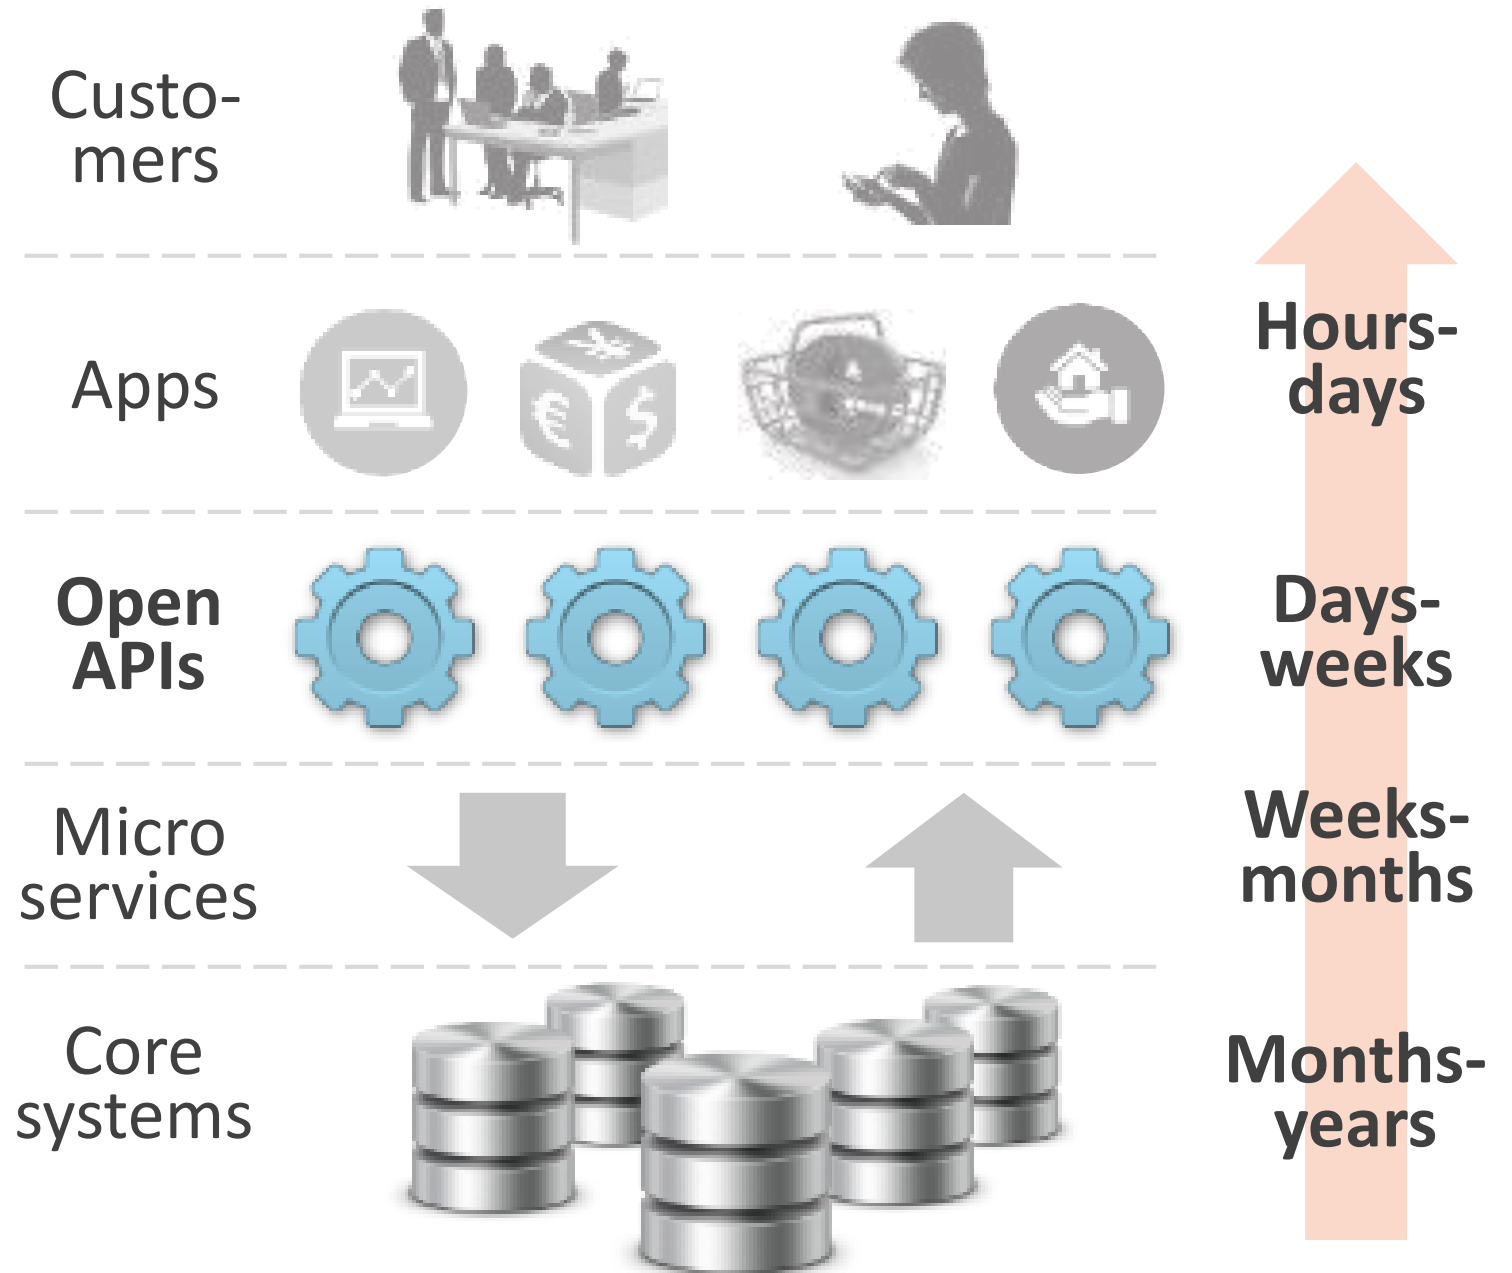 Custo-
mers
Apps
Hours-
days
Open
APIs
Days-
weeks
Micro
services
Weeks-
months
Core
systems
Months-
years